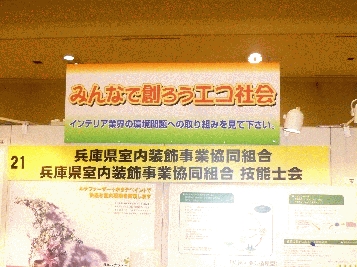 みんなで創ろうエコ社会
インテリア業界の環境問題への取り組みを見て下さい。
21
兵庫県室内装飾事業協同組合
兵庫県室内装飾事業協同組合 技能士会